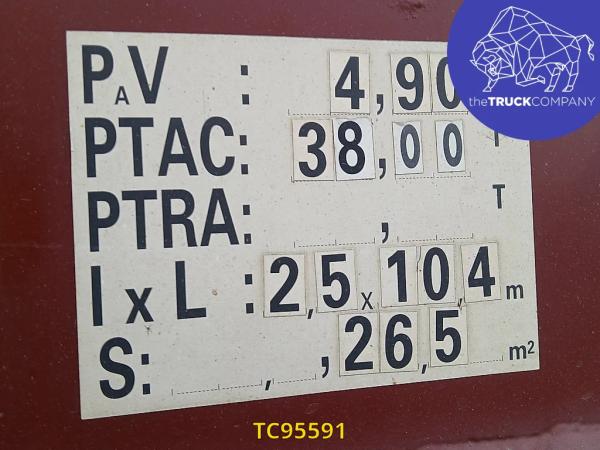 theTRUCKCOMPANY
PAV : 4,90
PTAC: 38,00 T
PTRA: , T
I x L : 2,5 x 10,4 m
S: , ,26,5 m²
TC95591